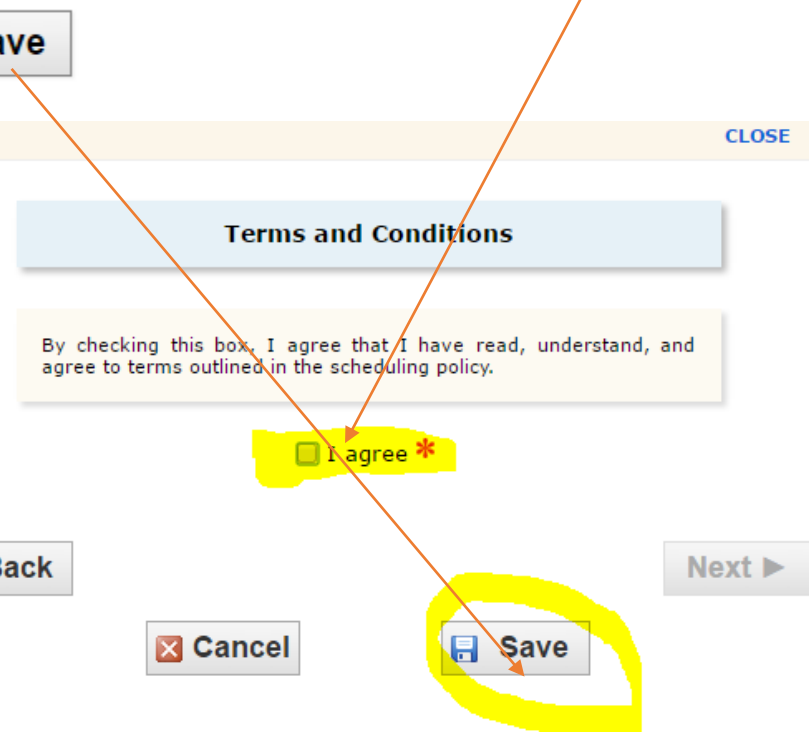 ave
CLOSE
Terms and Conditions
By checking this box, I agree that I have read, understand, and
agree to terms outlined in the scheduling policy.
I agree *
Back
Next ►
Cancel
Save